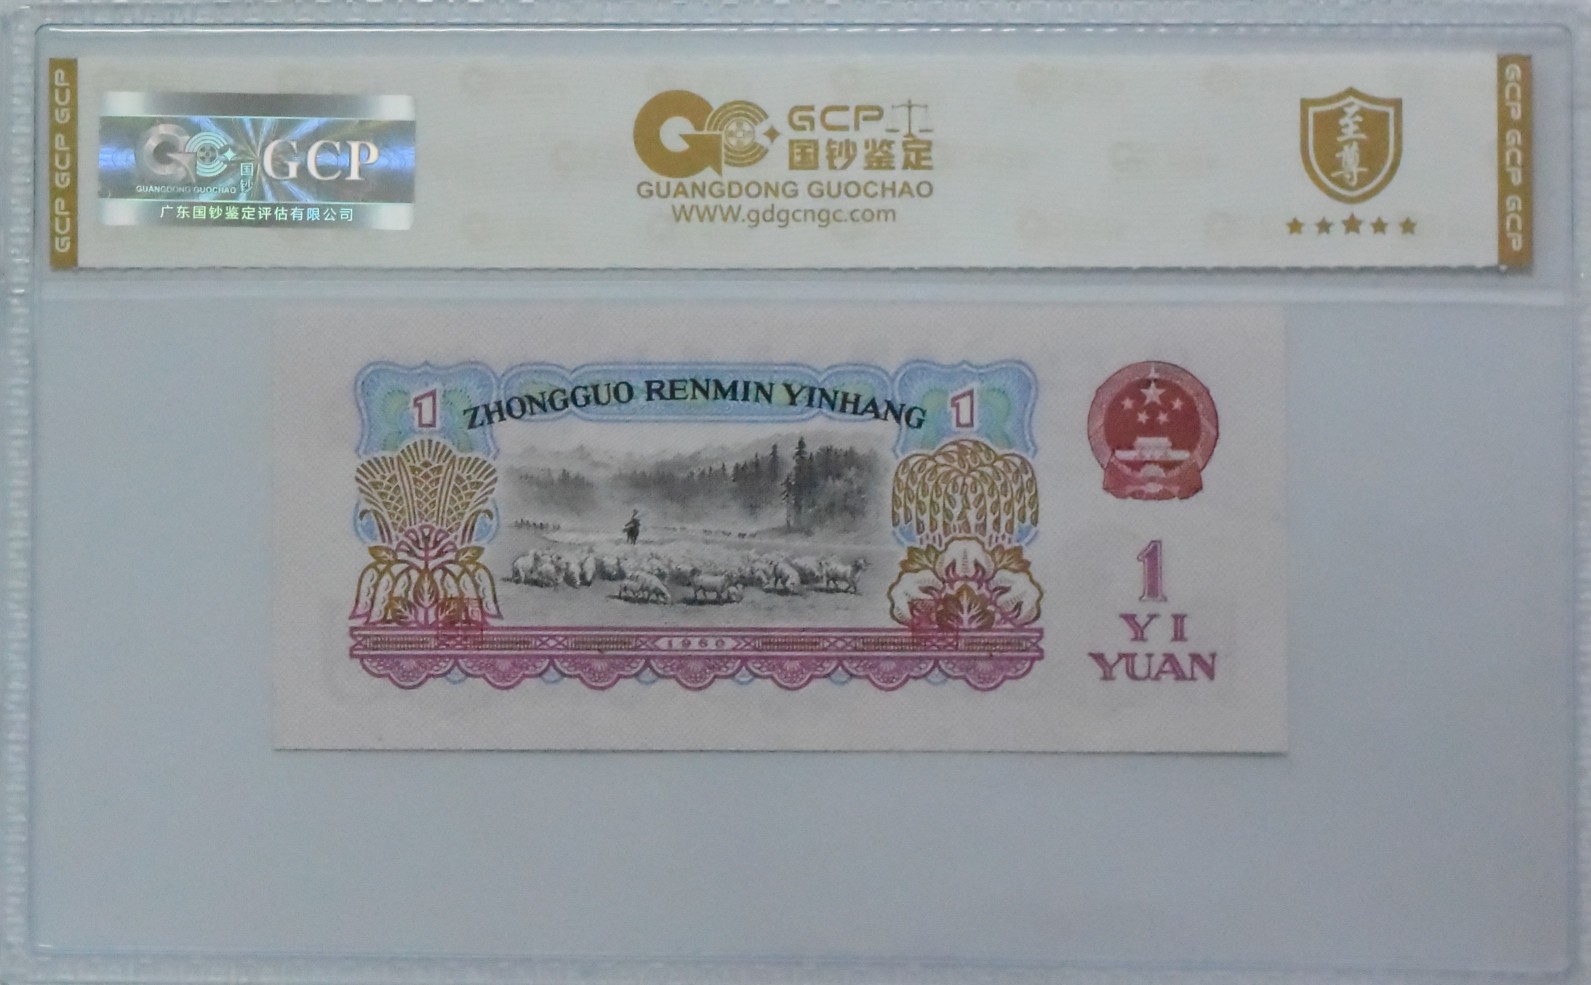 GCP GCP GCP
国钞
GCP
GUANGDONG GUOCHAO
广东国钞鉴定评估有限公司
GCP
国钞鉴定
GUANGDONG GUOCHAO
WWW.gdgcngc.com
至尊
GCP GCP GCP
1
ZHONGGUO RENMIN YINHANG
1
1960
1
YI
YUAN